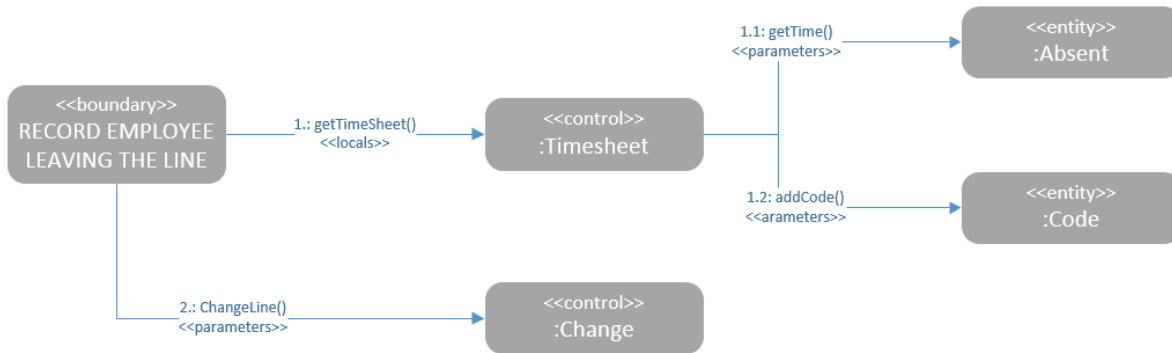 <<boundary>>
RECORD EMPLOYEE
LEAVING THE LINE
1.: getTimeSheet()
<<locals>>
<<control>>
:Timesheet
1.1: getTime()
<<parameters>>
<<entity>>
:Absent
1.2: addCode()
<<arameters>>
<<entity>>
:Code
2.: ChangeLine()
<<parameters>>
<<control>>
:Change